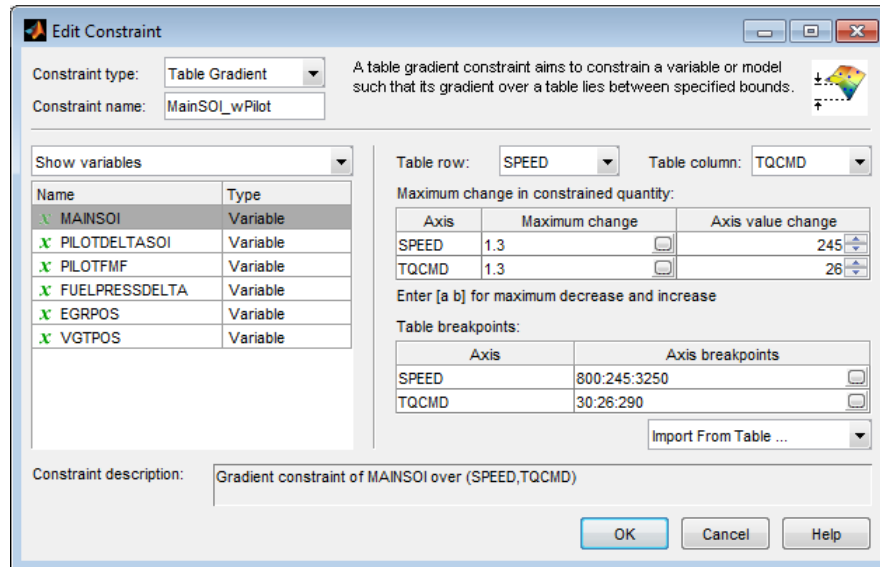 Edit Constraint
Constraint type: Table Gradient
Constraint name: MainSOI_wPilot
A table gradient constraint aims to constrain a variable or model
such that its gradient over a table lies between specified bounds.
Show variables
Name Type
x MAINSOI Variable
x PILOTDELTASOI Variable
x PILOTFMF Variable
x FUELPRESSDELTA Variable
x EGRPOS Variable
x VGTPOS Variable
Table row: SPEED Table column: TQCMD
Maximum change in constrained quantity:
Axis Maximum change Axis value change
SPEED 1.3 245
TQCMD 1.3 26
Enter [a b] for maximum decrease and increase
Table breakpoints:
Axis Axis breakpoints
SPEED 800:245:3250
TQCMD 30:26:290
Import From Table ...
Constraint description: Gradient constraint of MAINSOI over (SPEED,TQCMD)
OK Cancel Help